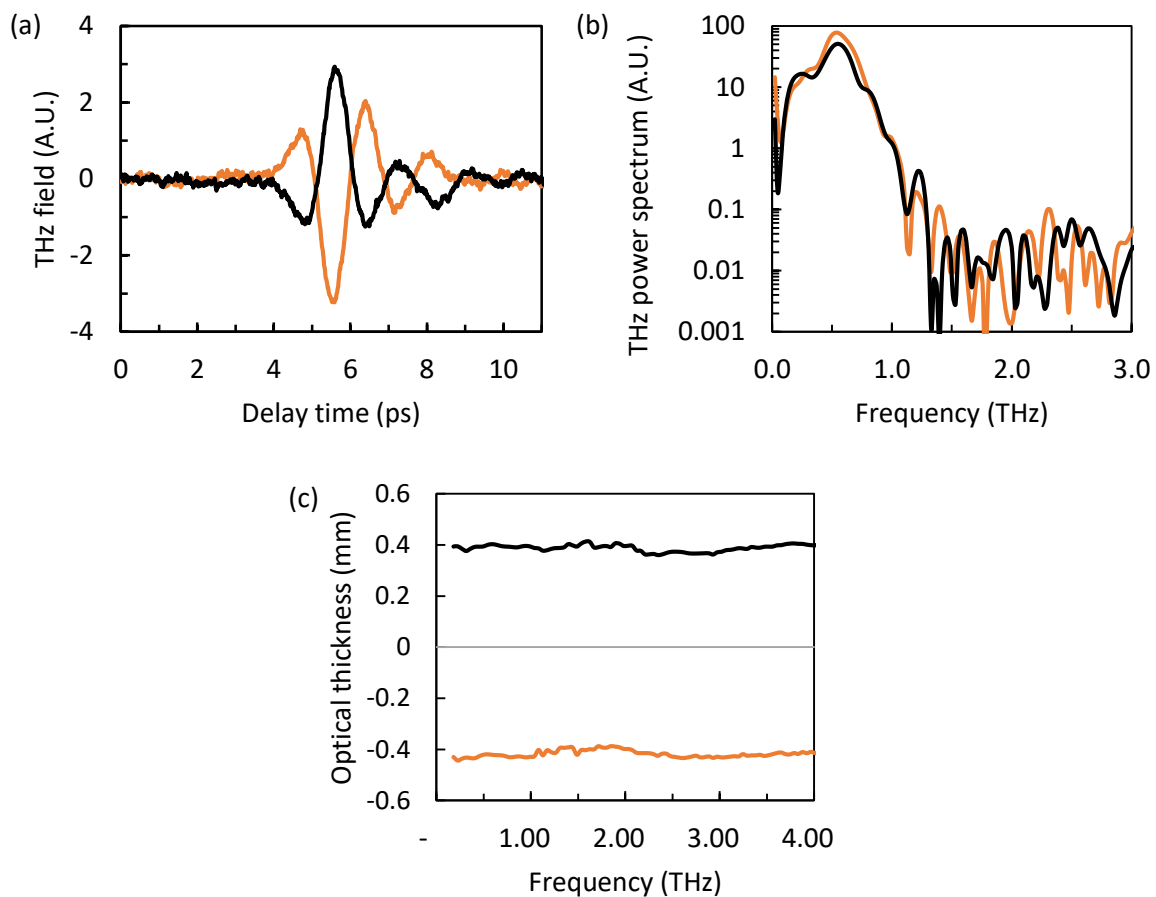 (a)
THz field (A.U.)
4
2
0
-2
-4
0 2 4 6 8 10
Delay time (ps)
(b)
THz power spectrum (A.U.)
100
10
1
0.1
0.01
0.001
0.0 1.0 2.0 3.0
Frequency (THz)
(c)
Optical thickness (mm)
0.6
0.4
0.2
0
-0.2
-0.4
-0.6
- 1.00 2.00 3.00 4.00
Frequency (THz)